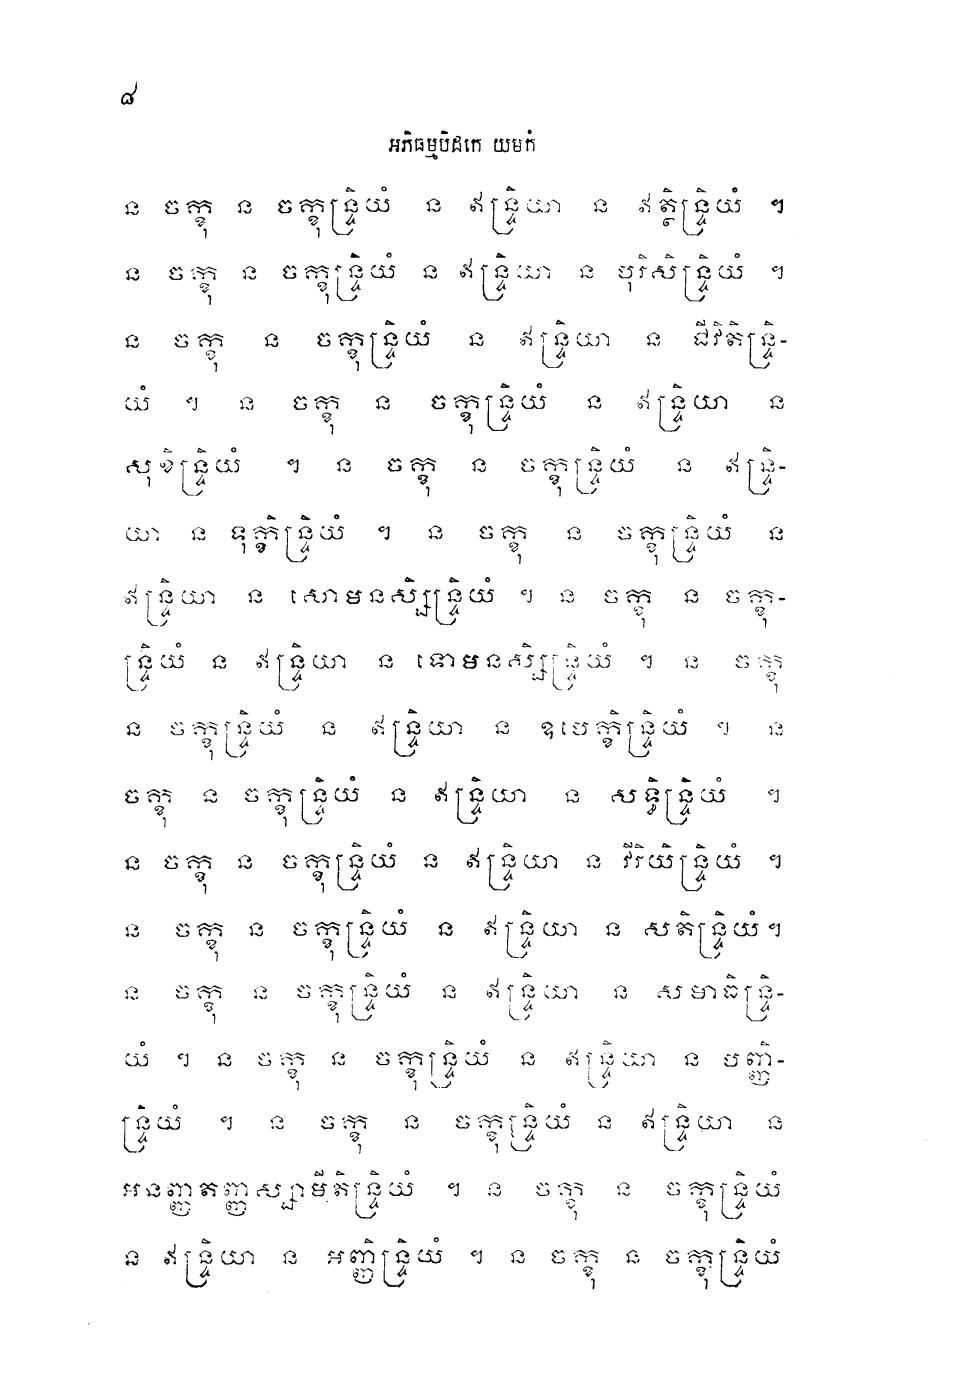 ៨
អភិធម្មបិដកេ យមកំ
ន ចក្ខុ ន ចក្ខុន្ទ្រិយំ ន ឥន្ទ្រិយា ន ឥត្ថិន្ទ្រិយំ ។
ន ចក្ខុ ន ចក្ខុន្ទ្រិយំ ន ឥន្ទ្រិយា ន បុរិសិន្ទ្រិយំ ។
ន ចក្ខុ ន ចក្ខុន្ទ្រិយំ ន ឥន្ទ្រិយា ន ជីវិតិន្ទ្រិ-
យំ ។ ន ចក្ខុ ន ចក្ខុន្ទ្រិយំ ន ឥន្ទ្រិយា ន
សុខិន្ទ្រិយំ ។ ន ចក្ខុ ន ចក្ខុន្ទ្រិយំ ន ឥន្ទ្រិ-
យា ន ទុក្ខិន្ទ្រិយំ ។ ន ចក្ខុ ន ចក្ខុន្ទ្រិយំ ន
ឥន្ទ្រិយា ន សោមនស្សិន្ទ្រិយំ ។ ន ចក្ខុ ន ចក្ខុ-
ន្ទ្រិយំ ន ឥន្ទ្រិយា ន ទោមនស្សិន្ទ្រិយំ ។ ន ចក្ខុ
ន ចក្ខុន្ទ្រិយំ ន ឥន្ទ្រិយា ន ឧបេក្ខិន្ទ្រិយំ ។ ន
ចក្ខុ ន ចក្ខុន្ទ្រិយំ ន ឥន្ទ្រិយា ន សទ្ធិន្ទ្រិយំ ។
ន ចក្ខុ ន ចក្ខុន្ទ្រិយំ ន ឥន្ទ្រិយា ន វីរិយិន្ទ្រិយំ ។
ន ចក្ខុ ន ចក្ខុន្ទ្រិយំ ន ឥន្ទ្រិយា ន សតិន្ទ្រិយំ។
ន ចក្ខុ ន ចក្ខុន្ទ្រិយំ ន ឥន្ទ្រិយា ន សមាធិន្ទ្រិ-
យំ ។ ន ចក្ខុ ន ចក្ខុន្ទ្រិយំ ន ឥន្ទ្រិយា ន បញ្ញិ-
ន្ទ្រិយំ ។ ន ចក្ខុ ន ចក្ខុន្ទ្រិយំ ន ឥន្ទ្រិយា ន
អនញ្ញតញ្ញស្សាមីតិន្ទ្រិយំ ។ ន ចក្ខុ ន ចក្ខុន្ទ្រិយំ
ន ឥន្ទ្រិយា ន អញ្ញិន្ទ្រិយំ ។ ន ចក្ខុ ន ចក្ខុន្ទ្រិយំ